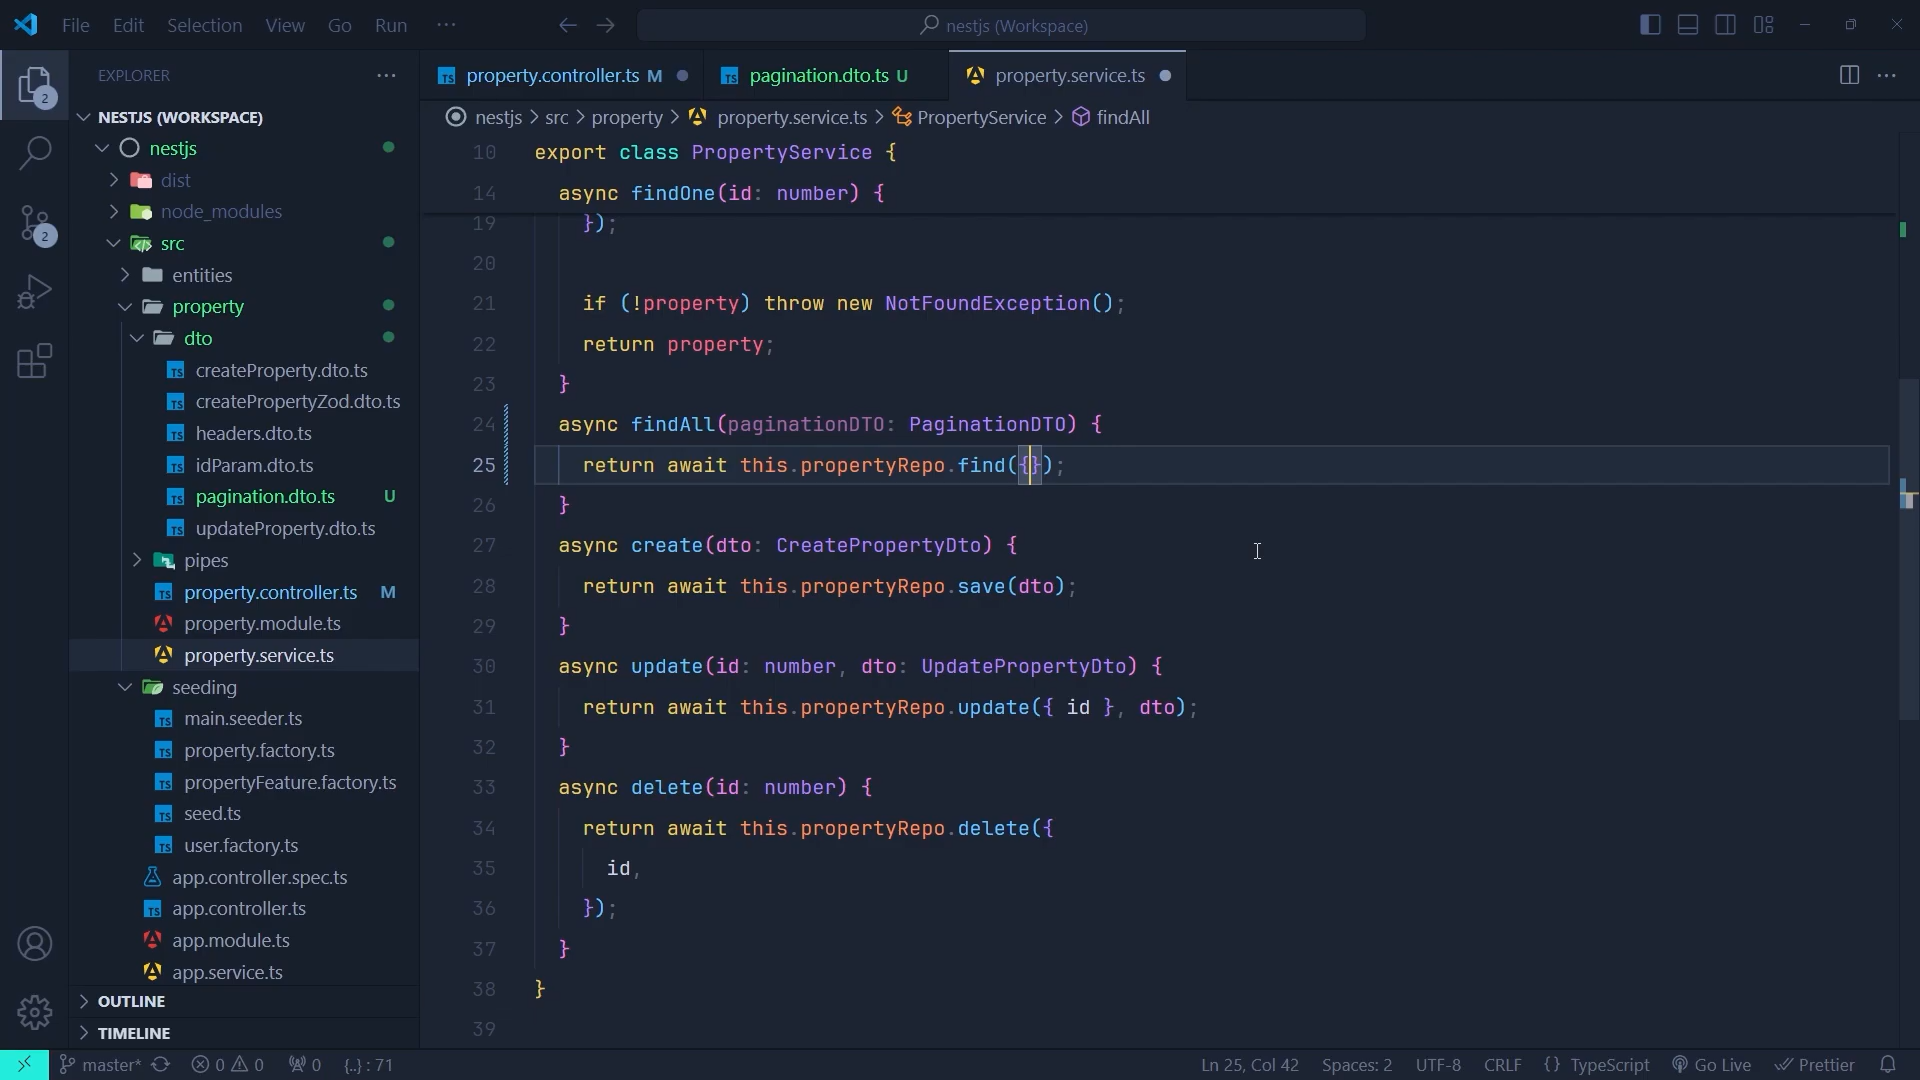 File Edit Selection View Go Run ···
nestjs (Workspace)
EXPLORER
property.controller.ts M
pagination.dto.ts U
property.service.ts
nestjs > src > property > property.service.ts > PropertyService > findAll
2
2
NESTJS (WORKSPACE)
nestjs
dist
node_modules
src
entities
property
dto
createProperty.dto.ts
createPropertyZod.dto.ts
headers.dto.ts
idParam.dto.ts
pagination.dto.ts U
updateProperty.dto.ts
pipes
property.controller.ts M
property.module.ts
property.service.ts
seeding
main.seeder.ts
property.factory.ts
propertyFeature.factory.ts
seed.ts
user.factory.ts
app.controller.spec.ts
app.controller.ts
app.module.ts
app.service.ts
OUTLINE
TIMELINE
10 export class PropertyService {
14 async findOne(id: number) {
19 });
20
21 if (!property) throw new NotFoundException();
22 return property;
23 }
24 async findAll(paginationDTO: PaginationDTO) {
25 return await this.propertyRepo.find({});
26 }
27 async create(dto: CreatePropertyDto) {
28 return await this.propertyRepo.save(dto);
29 }
30 async update(id: number, dto: UpdatePropertyDto) {
31 return await this.propertyRepo.update({ id }, dto);
32 }
33 async delete(id: number) {
34 return await this.propertyRepo.delete({
35 id,
36 });
37 }
38 }
39
master* 0 0 0 {..} : 71 Ln 25, Col 42 Spaces: 2 UTF-8 CRLF {} TypeScript Go Live Prettier